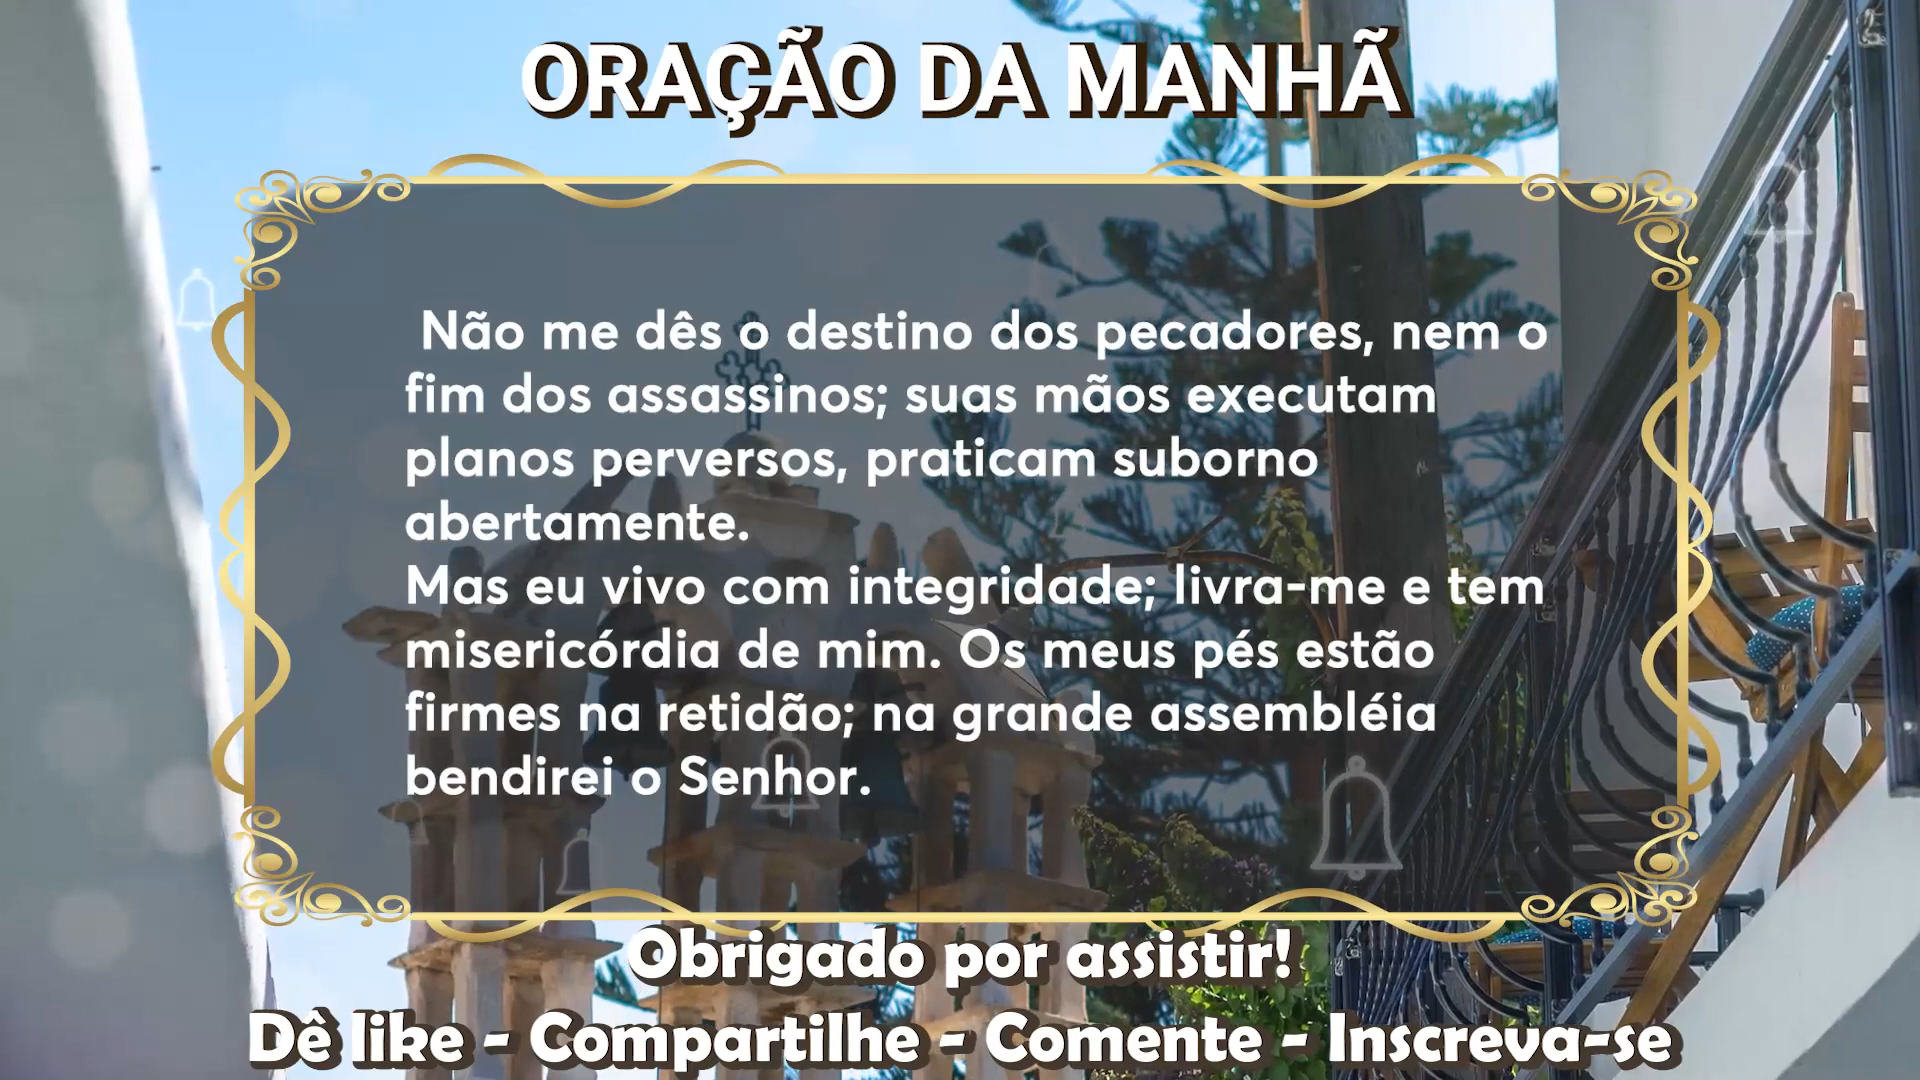 ORAÇÃO DA MANHÃ
Não me dês o destino dos pecadores, nem o
fim dos assassinos; suas mãos executam
planos perversos, praticam suborno
abertamente.
Mas eu vivo com integridade; livra-me e tem
misericórdia de mim. Os meus pés estão
firmes na retidão; na grande assembléia
bendirei o Senhor.
Obrigado por assistir!
Dê like - Compartilhe - Comente - Inscreva-se